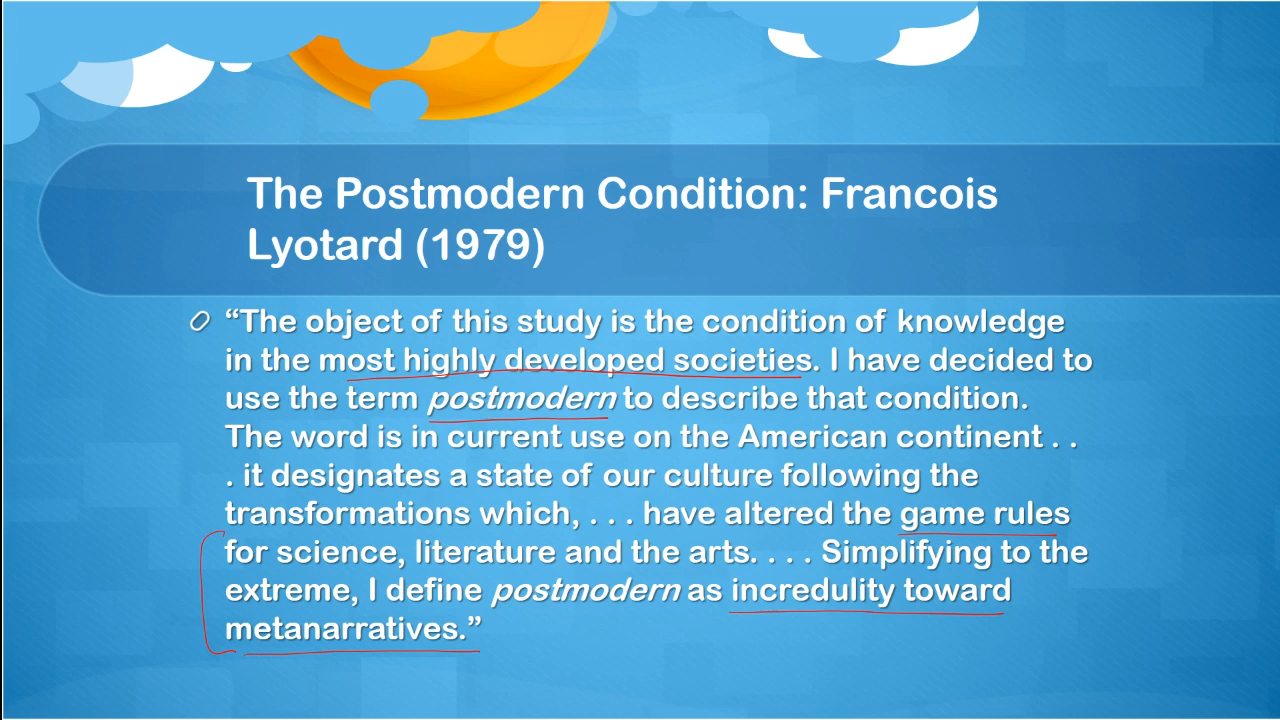 The Postmodern Condition: Francois
Lyotard (1979)
“The object of this study is the condition of knowledge
in the most highly developed societies. I have decided to
use the term postmodern to describe that condition.
The word is in current use on the American continent . .
. it designates a state of our culture following the
transformations which, . . . have altered the game rules
for science, literature and the arts. . . . Simplifying to the
extreme, I define postmodern as incredulity toward
metanarratives.”